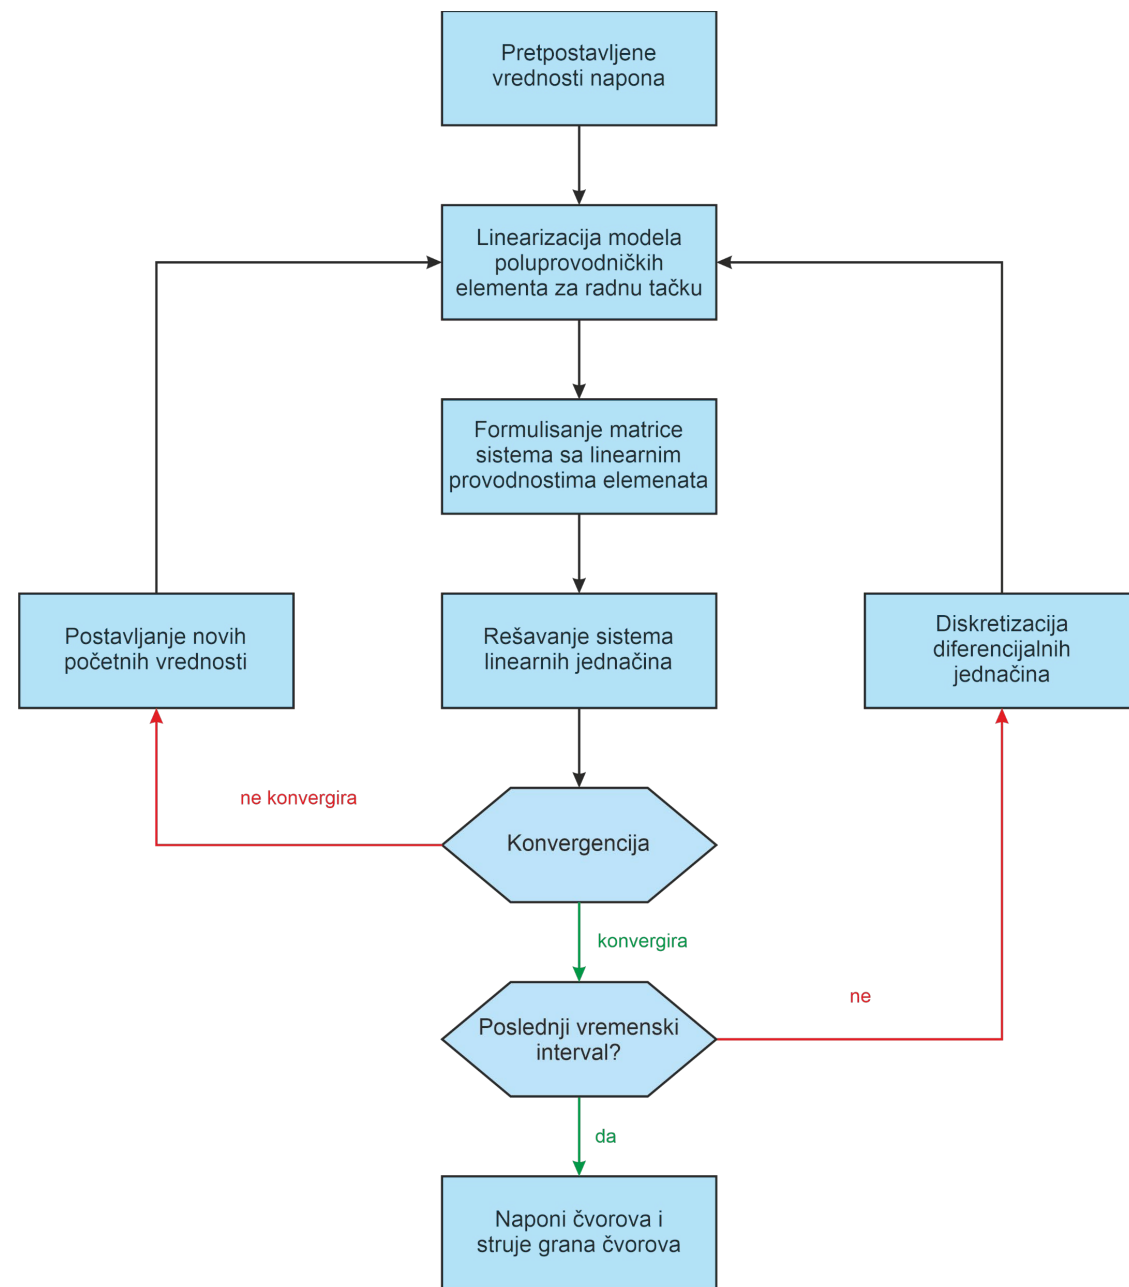 Pretpostavljene
vrednosti napona
Linearizacija modela
poluprovodničkih
elementa za radnu tačku
Formulisanje matrice
sistema sa linearnim
provodnostima elemenata
Postavljanje novih
početnih vrednosti
Rešavanje sistema
linearnih jednačina
Diskretizacija
diferencijalnih
jednačina
ne konvergira
Konvergencija
konvergira
Poslednji vremenski
interval?
ne
da
Naponi čvorova i
struje grana čvorova